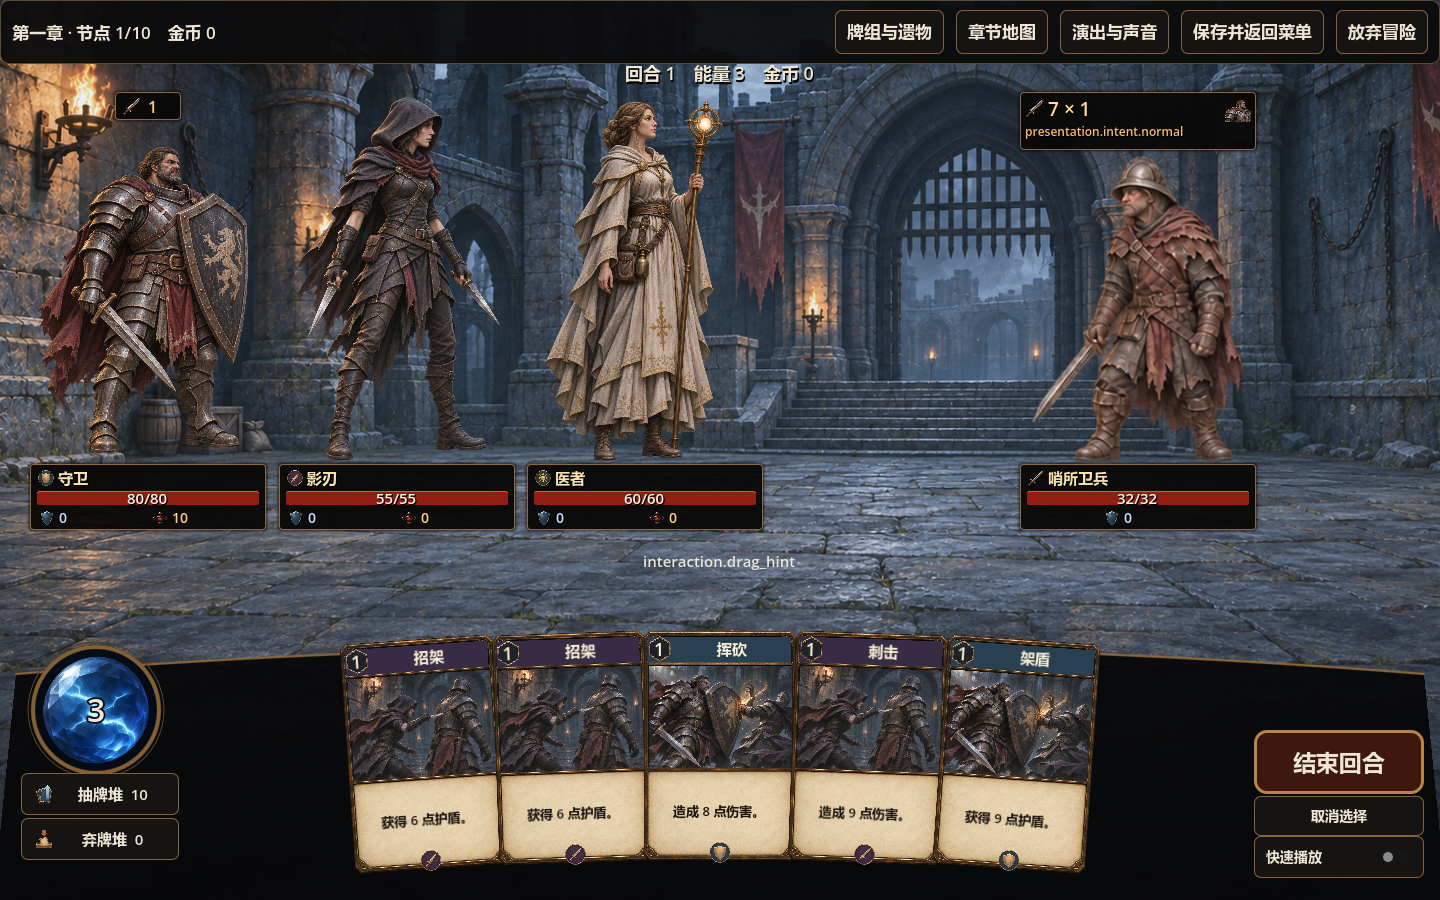 第一章 · 节点 1/10 金币 0
牌组与遗物
章节地图
演出与声音
保存并返回菜单
放弃冒险
回合 1 能量 3 金币 0
1
7 × 1
presentation.intent.normal
守卫
80/80
0 10
影刃
55/55
0 0
医者
60/60
0 0
哨所卫兵
32/32
0
interaction.drag_hint
3
抽牌堆 10
弃牌堆 0
1 招架
获得 6 点护盾。
1 招架
获得 6 点护盾。
1 挥砍
造成 8 点伤害。
1 刺击
造成 9 点伤害。
1 架盾
获得 9 点护盾。
结束回合
取消选择
快速播放